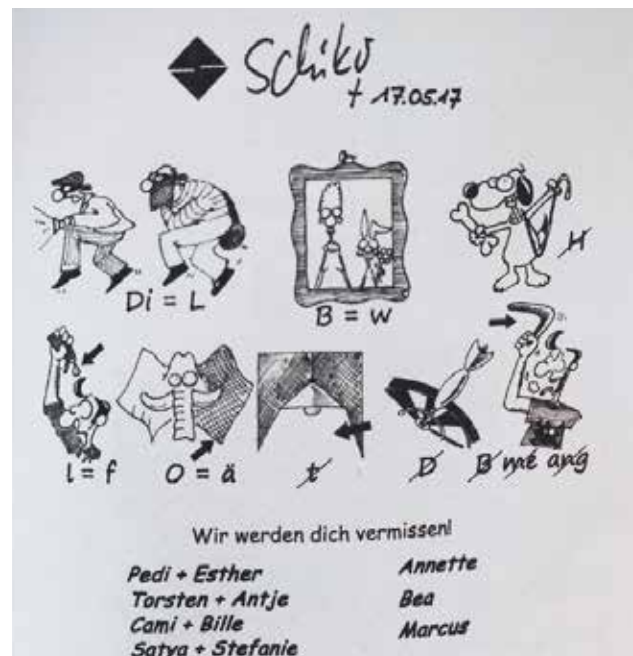 Schiko
† 17.05.17
Di = L
B = w
H
l = f
O = ä
t
D
B me ang
Wir werden dich vermissen!
Pedi + Esther
Annette
Torsten + Antje
Bea
Cami + Bille
Marcus
Satya + Stefanie